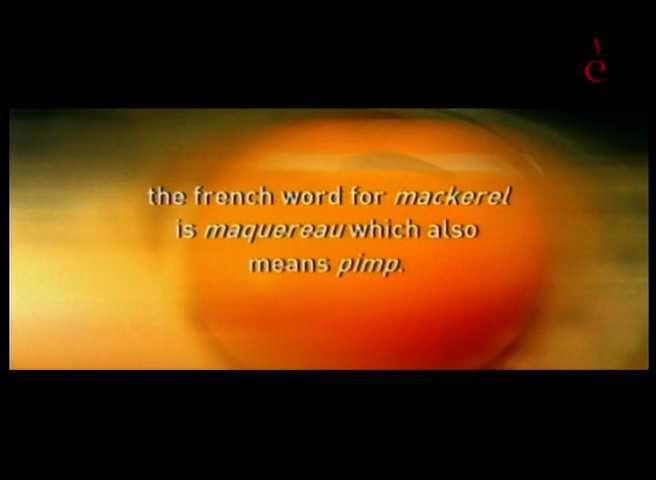 e
the french word for mackerel
is maquereau which also
means pimp.